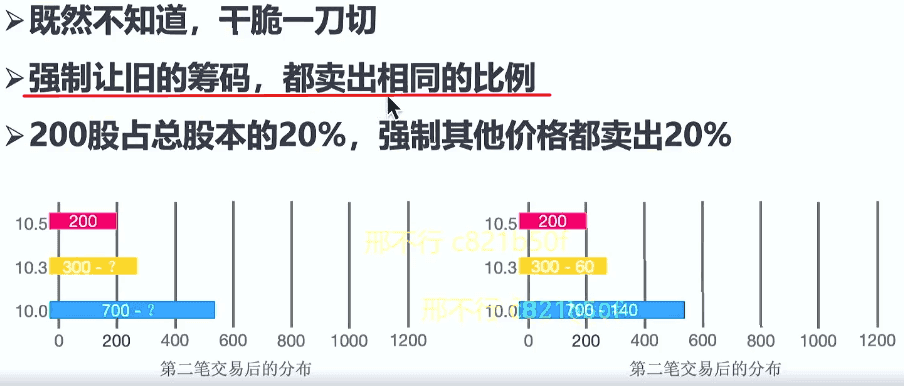 ➢既然不知道，干脆一刀切
➢强制让旧的筹码，都卖出相同的比例
➢200股占总股本的20%，强制其他价格都卖出20%
10.5 200
10.3 300 - ?
10.0 700 - ?
0 200 400 600 800 1000 1200
第二笔交易后的分布
10.5 200
10.3 300 - 60
10.0 700 - 140
0 200 400 600 800 1000 1200
第二笔交易后的分布
邢不行 c821b50f
邢不行